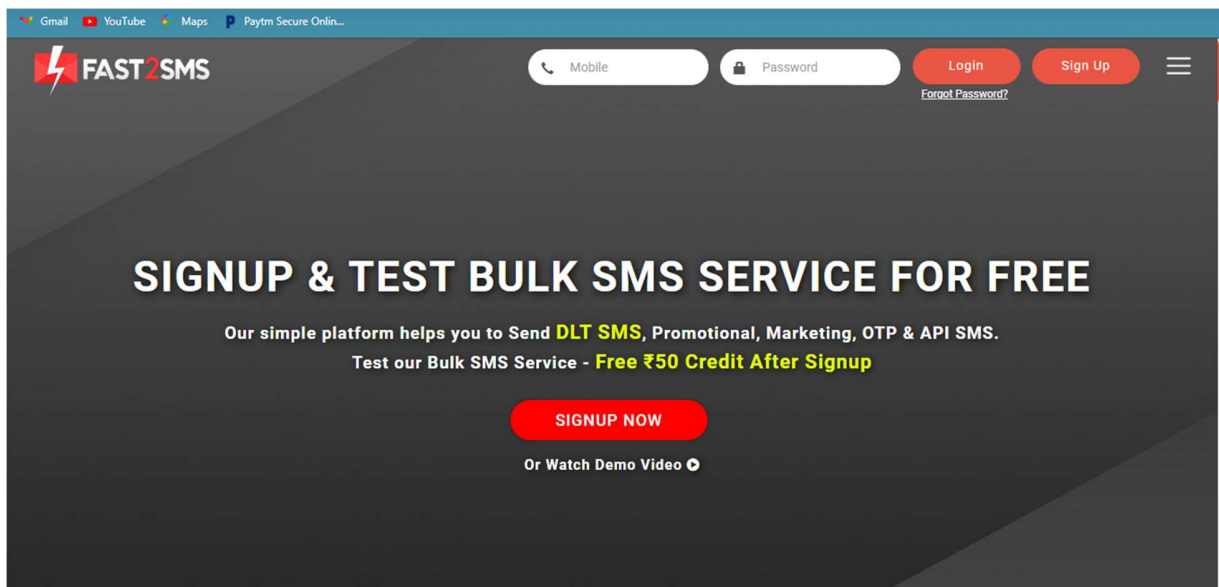 Gmail YouTube Maps Paytm Secure Onlin...
FAST2SMS
Mobile Password Login Sign Up
Forgot Password?
SIGNUP & TEST BULK SMS SERVICE FOR FREE
Our simple platform helps you to Send DLT SMS, Promotional, Marketing, OTP & API SMS.
Test our Bulk SMS Service - Free ₹50 Credit After Signup
SIGNUP NOW
Or Watch Demo Video